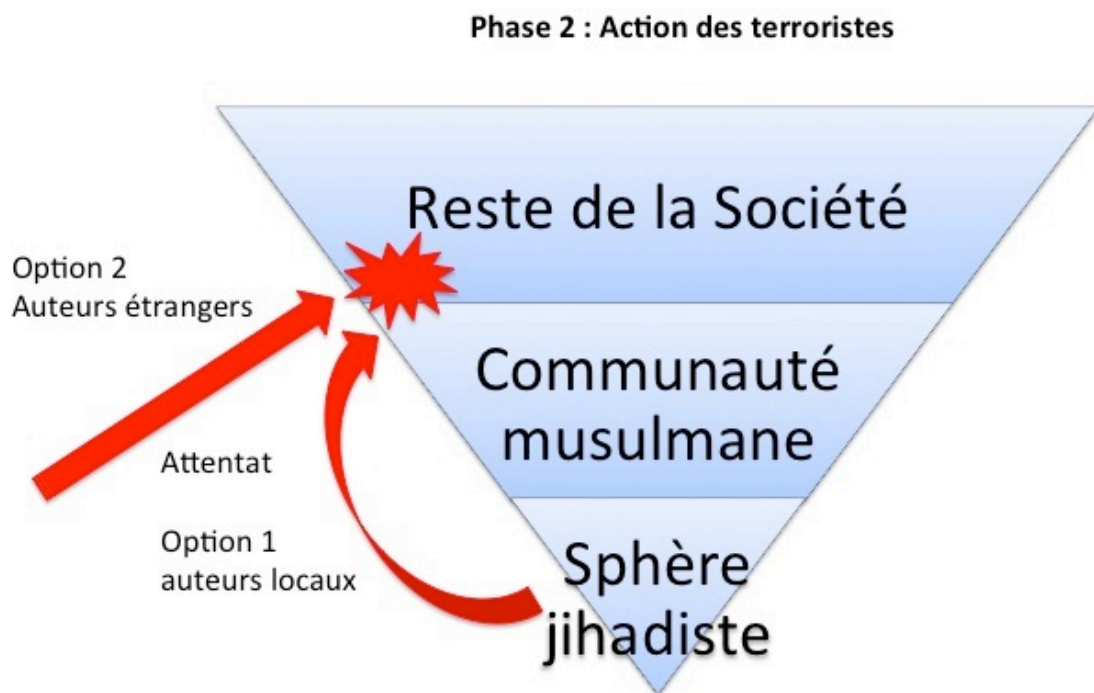 Phase 2 : Action des terroristes
Reste de la Société
Option 2
Auteurs étrangers
Communauté
musulmane
Attentat
Option 1
auteurs locaux
Sphère
jihadiste